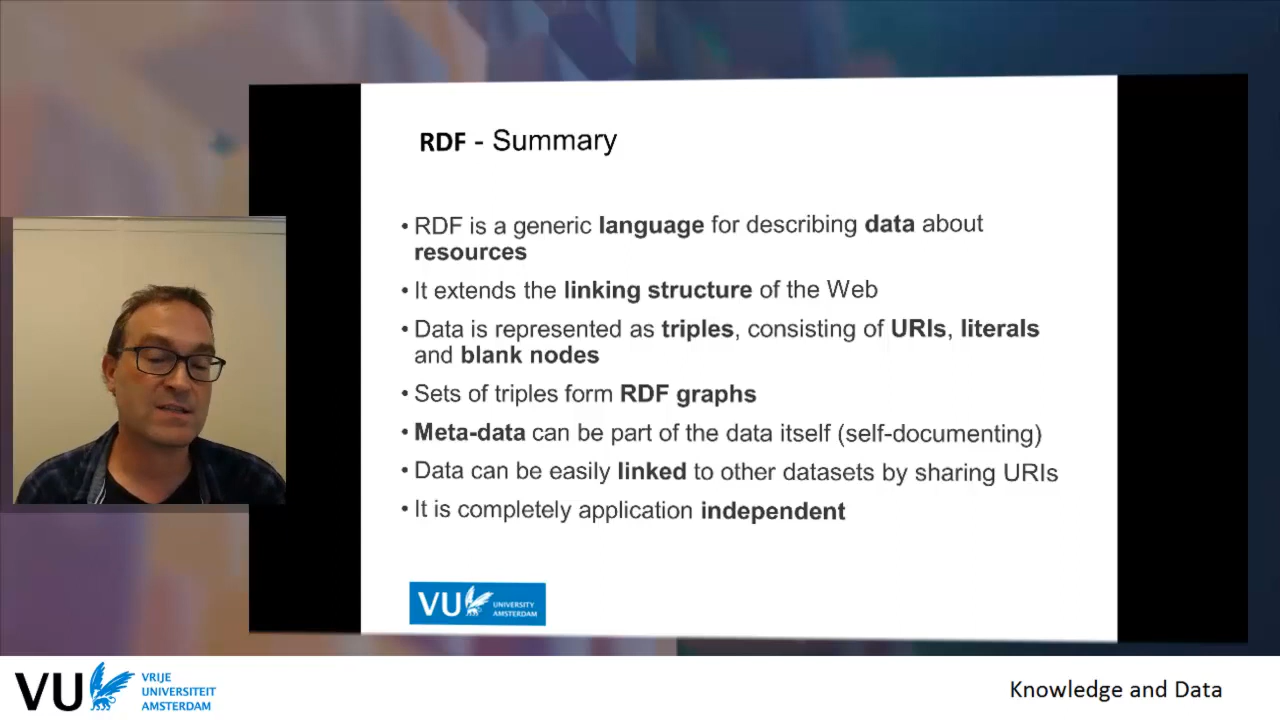 RDF - Summary
• RDF is a generic language for describing data about
resources
• It extends the linking structure of the Web
• Data is represented as triples, consisting of URIs, literals
and blank nodes
• Sets of triples form RDF graphs
• Meta-data can be part of the data itself (self-documenting)
• Data can be easily linked to other datasets by sharing URIs
• It is completely application independent
VU UNIVERSITY
AMSTERDAM
VU VRIJE
UNIVERSITEIT
AMSTERDAM
Knowledge and Data